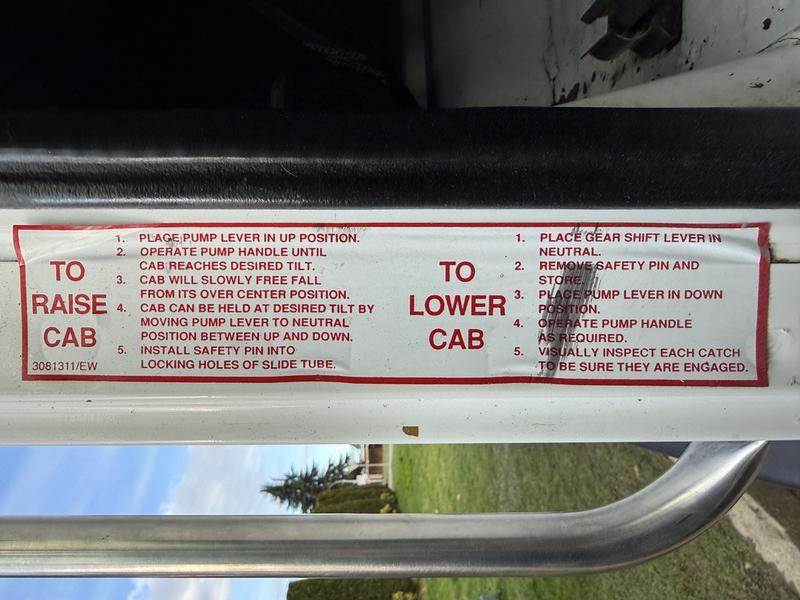 TO
RAISE
CAB
3081311/EW
1. PLACE PUMP LEVER IN UP POSITION.
2. OPERATE PUMP HANDLE UNTIL
CAB REACHES DESIRED TILT.
3. CAB WILL SLOWLY FREE FALL
FROM ITS OVER CENTER POSITION.
4. CAB CAN BE HELD AT DESIRED TILT BY
MOVING PUMP LEVER TO NEUTRAL
POSITION BETWEEN UP AND DOWN.
5. INSTALL SAFETY PIN INTO
LOCKING HOLES OF SLIDE TUBE.
TO
LOWER
CAB
1. PLACE GEAR SHIFT LEVER IN
NEUTRAL.
2. REMOVE SAFETY PIN AND
STORE.
3. PLACE PUMP LEVER IN DOWN
POSITION.
4. OPERATE PUMP HANDLE
AS REQUIRED.
5. VISUALLY INSPECT EACH CATCH
TO BE SURE THEY ARE ENGAGED.